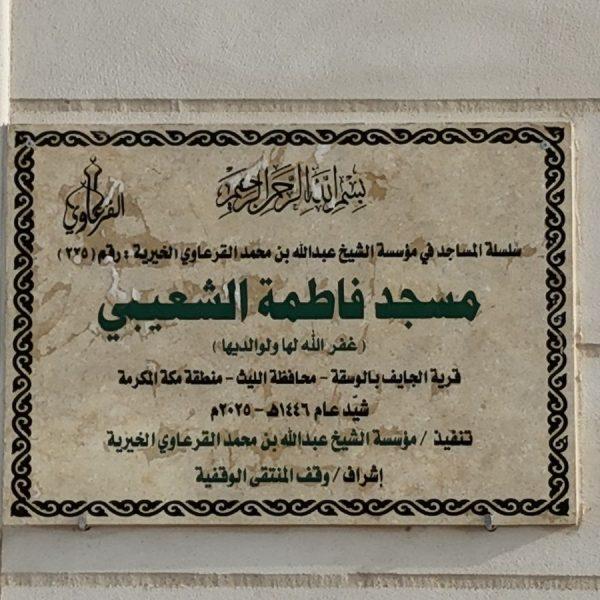 بسم الله الرحمن الرحيم
القرعاوي
سلسلة المساجد في مؤسسة الشيخ عبدالله بن محمد القرعاوي الخيرية : رقم ( ٢٢٥ )
مسجد فاطمة الشعيبي
( غفر الله لها ولوالديها )
قرية الجايف بالوسقة - محافظة الليث - منطقة مكة المكرمة
شيّد عام ١٤٤٦هـ - ٢٠٢٥م
تنفيذ / مؤسسة الشيخ عبدالله بن محمد القرعاوي الخيرية
إشراف / وقف المنتقى الوقفية